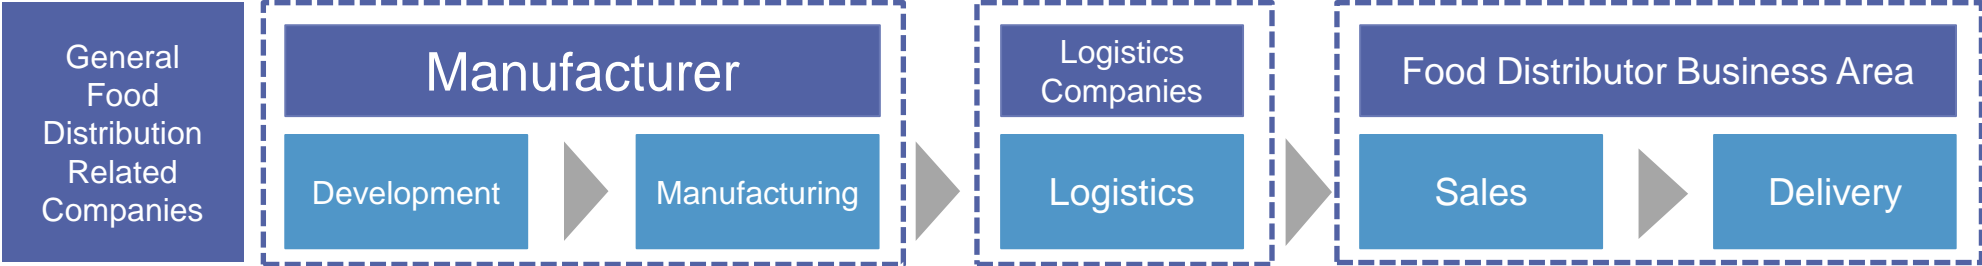 General
Food
Distribution
Related
Companies
Manufacturer
Development
Manufacturing
Logistics
Companies
Logistics
Food Distributor Business Area
Sales
Delivery